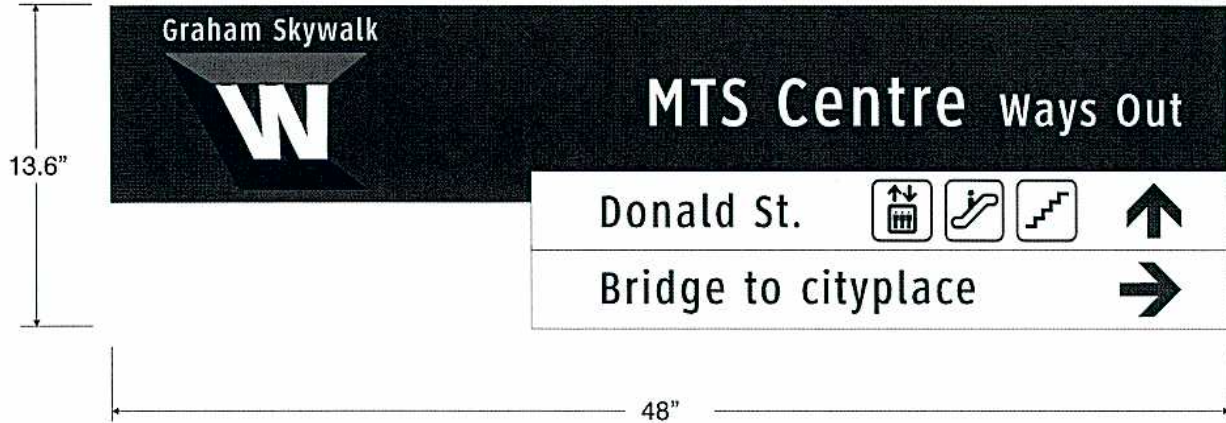 Graham Skywalk
W
MTS Centre Ways Out
13.6”
Donald St.
Bridge to cityplace
48”